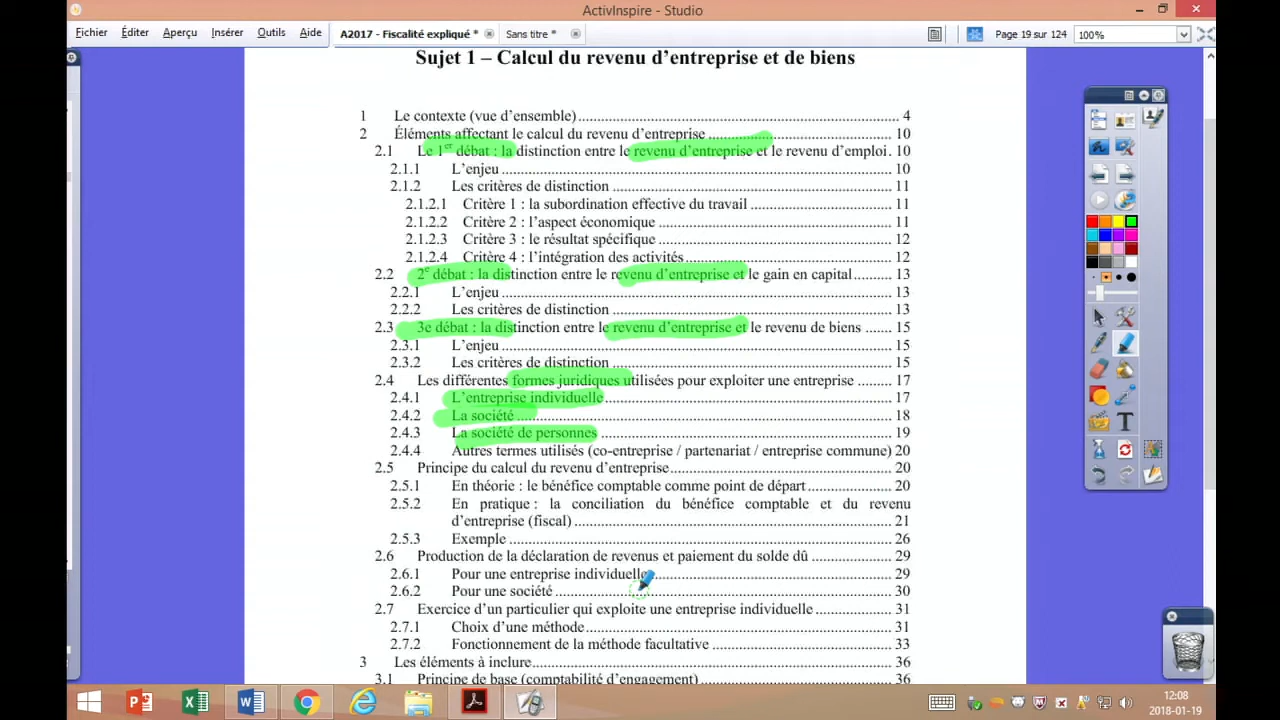 ActivInspire - Studio
Fichier Éditer Aperçu Insérer Outils Aide A2017 - Fiscalité expliqué * Sans titre * Page 19 sur 124 100%
Sujet 1 – Calcul du revenu d’entreprise et de biens
1 Le contexte (vue d’ensemble) 4
2 Éléments affectant le calcul du revenu d’entreprise 10
2.1 Le 1er débat : la distinction entre le revenu d’entreprise et le revenu d’emploi. 10
2.1.1 L’enjeu 10
2.1.2 Les critères de distinction 11
2.1.2.1 Critère 1 : la subordination effective du travail 11
2.1.2.2 Critère 2 : l’aspect économique 11
2.1.2.3 Critère 3 : le résultat spécifique 12
2.1.2.4 Critère 4 : l’intégration des activités 12
2.2 2e débat : la distinction entre le revenu d’entreprise et le gain en capital 13
2.2.1 L’enjeu 13
2.2.2 Les critères de distinction 13
2.3 3e débat : la distinction entre le revenu d’entreprise et le revenu de biens 15
2.3.1 L’enjeu 15
2.3.2 Les critères de distinction 15
2.4 Les différentes formes juridiques utilisées pour exploiter une entreprise 17
2.4.1 L’entreprise individuelle 17
2.4.2 La société 18
2.4.3 La société de personnes 19
2.4.4 Autres termes utilisés (co-entreprise / partenariat / entreprise commune) 20
2.5 Principe du calcul du revenu d’entreprise 20
2.5.1 En théorie : le bénéfice comptable comme point de départ 20
2.5.2 En pratique : la conciliation du bénéfice comptable et du revenu
d’entreprise (fiscal) 21
2.5.3 Exemple 26
2.6 Production de la déclaration de revenus et paiement du solde dû 29
2.6.1 Pour une entreprise individuelle 29
2.6.2 Pour une société 30
2.7 Exercice d’un particulier qui exploite une entreprise individuelle 31
2.7.1 Choix d’une méthode 31
2.7.2 Fonctionnement de la méthode facultative 33
3 Les éléments à inclure 36
3.1 Principe de base (comptabilité d’engagement) 36
12:08
2018-01-19